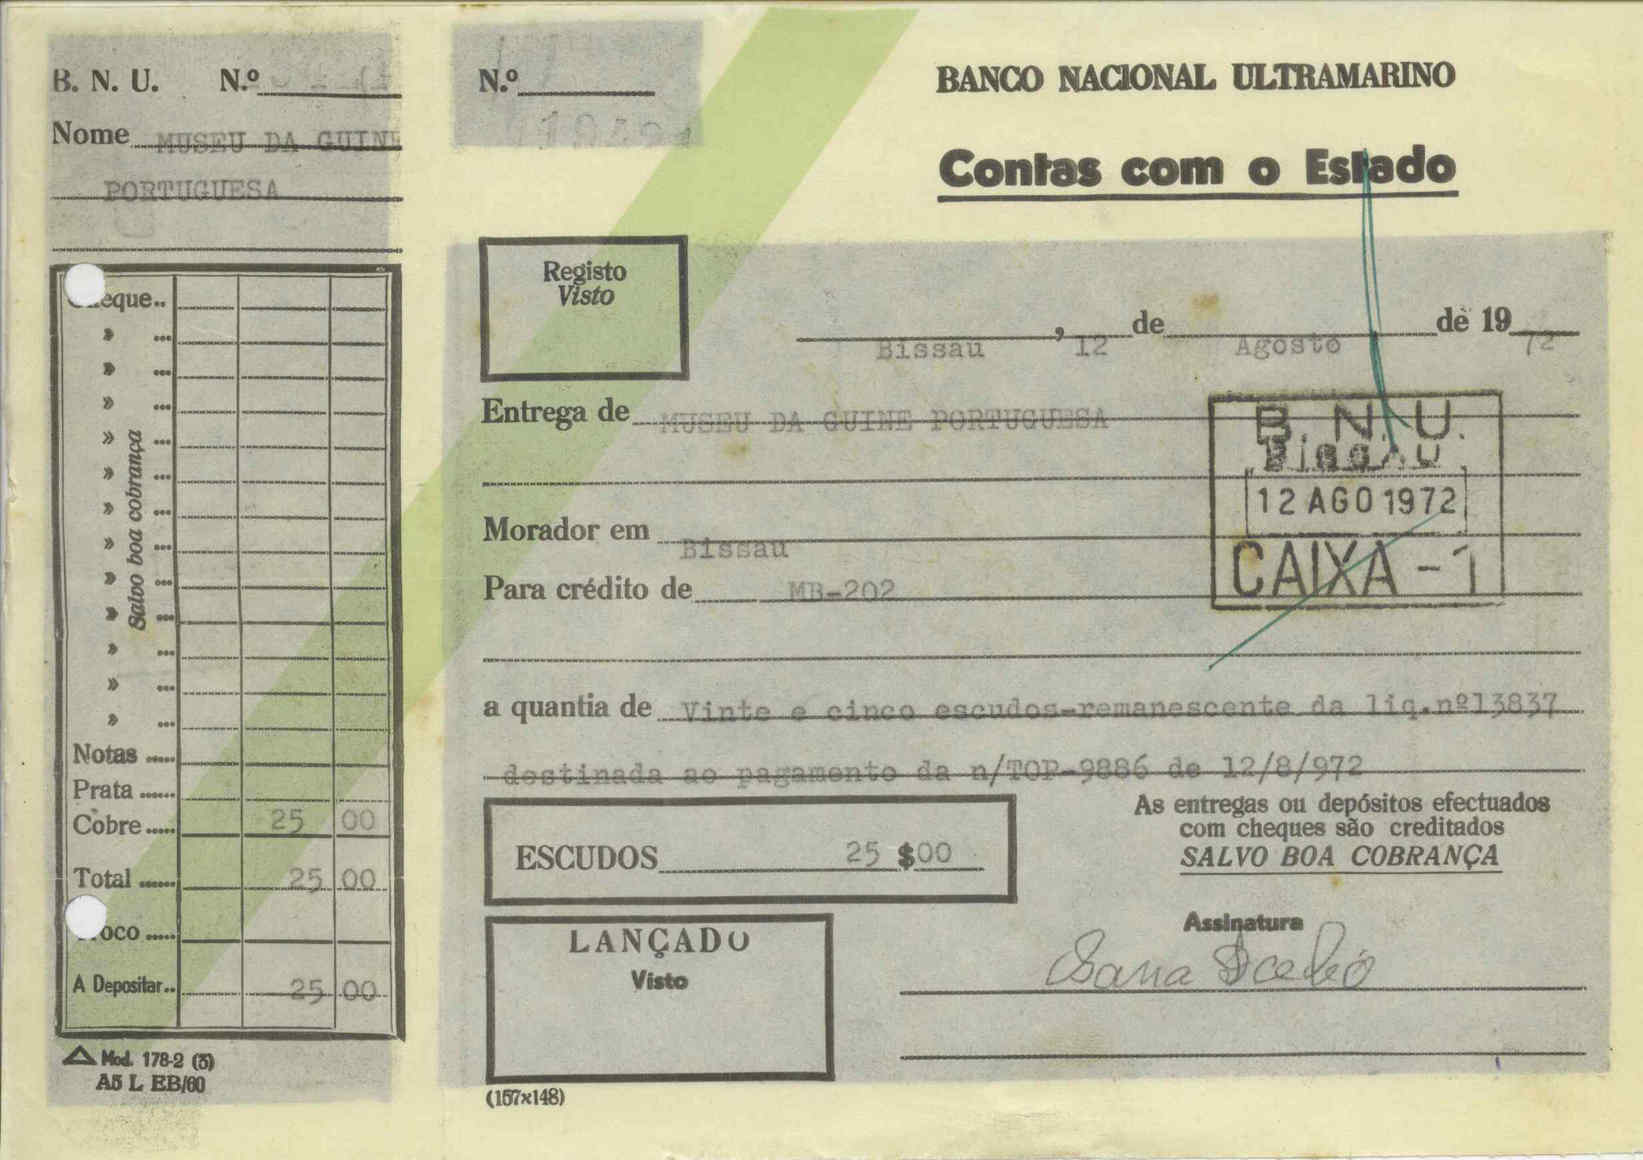 B. N. U. N.º
Nome MUSEU DA GUINE
PORTUGUESA
Cheque..
» ...
» ...
» ...
» ...
» ...
» ...
» ...
» ...
» ...
» ...
» ...
» ...
Salvo boa cobrança
Notas .....
Prata ......
Cobre ..... 25 00
Total ...... 25 00
Troco .....
A Depositar.. 25 00
Mod. 178-2 (5)
A5 L EB/60
N.º
BANCO NACIONAL ULTRAMARINO
Contas com o Estado
Registo
Visto
Bissau, 12 de Agosto de 1972
Entrega de MUSEU DA GUINE PORTUGUESA
B. N. U.
Bissau
12 AGO 1972
CAIXA - 1
Morador em Bissau
Para crédito de MB-202
a quantia de Vinte e cinco escudos-remanescente da liq.nº13837
destinada ao pagamento da n/TOP-9886 de 12/8/972
ESCUDOS 25 $00
As entregas ou depósitos efectuados
com cheques são creditados
SALVO BOA COBRANÇA
LANÇADO
Visto
Assinatura
(157×148)